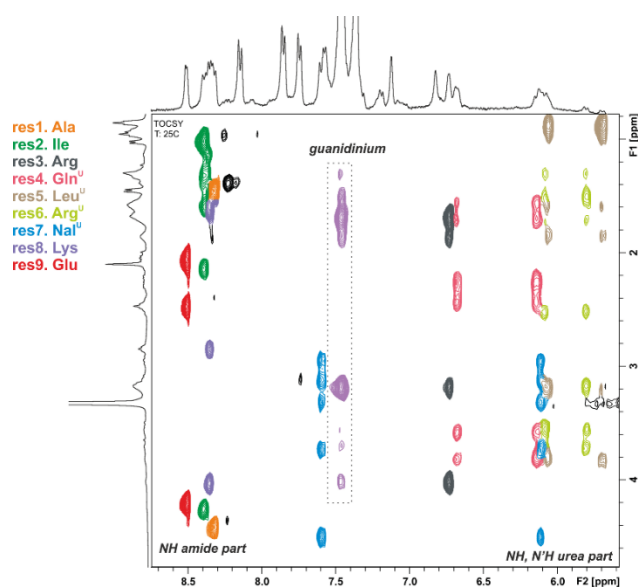 TOCSY
T: 25C
guanidinium
F1 [ppm]
res1. Ala
res2. Ile
res3. Arg
res4. Glnᵁ
res5. Leuᵁ
res6. Argᵁ
res7. Nalᵁ
res8. Lys
res9. Glu
2
3
4
NH amide part
NH, N'H urea part
8.5
8.0
7.5
7.0
6.5
6.0
F2 [ppm]